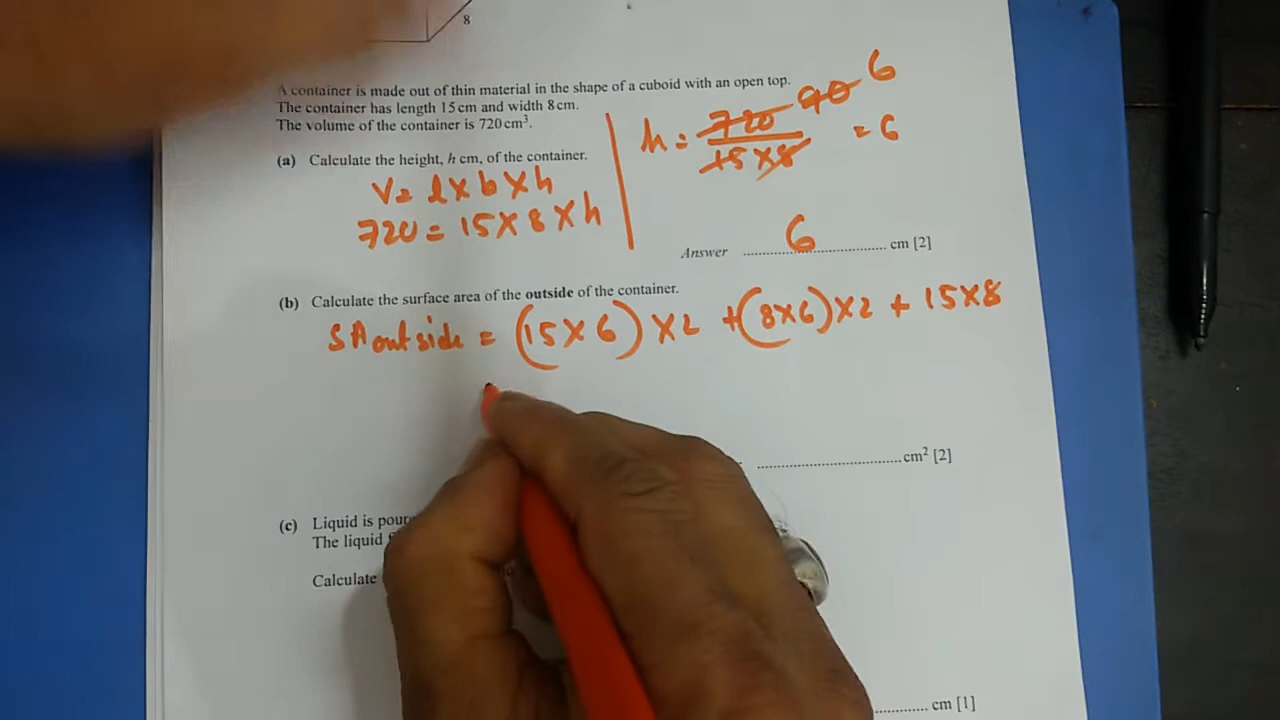 8
A container is made out of thin material in the shape of a cuboid with an open top.
The container has length 15 cm and width 8 cm.
The volume of the container is 720 cm³.
(a) Calculate the height, h cm, of the container.
V = l × b × h
720 = 15 × 8 × h
h = 720 90 6
15 × 8 = 6
Answer 6 cm [2]
(b) Calculate the surface area of the outside of the container.
SA outside = (15 × 6) × 2 + (8 × 6) × 2 + 15 × 8
cm² [2]
(c) Liquid is
The liquid
Calculate
cm [1]